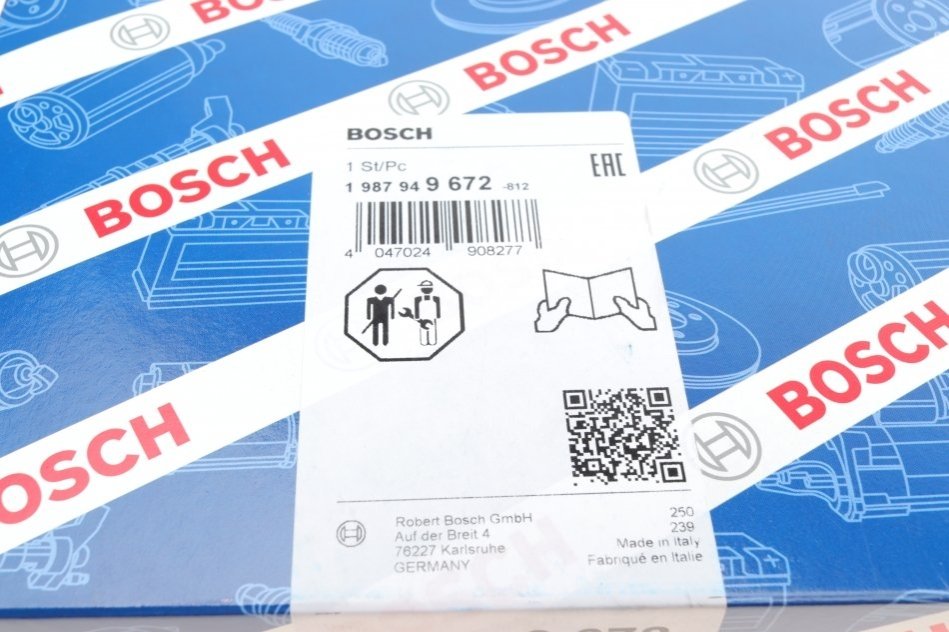 BOSCH
BOSCH
BOSCH
BOSCH
BOSCH
BOSCH
BOSCH
1 St/Pc
EAC
1 987 94 9 672 -812
4 047024 908277
Robert Bosch GmbH
Auf der Breit 4
76227 Karlsruhe
GERMANY
250
239
Made in Italy
Fabriqué en Italie